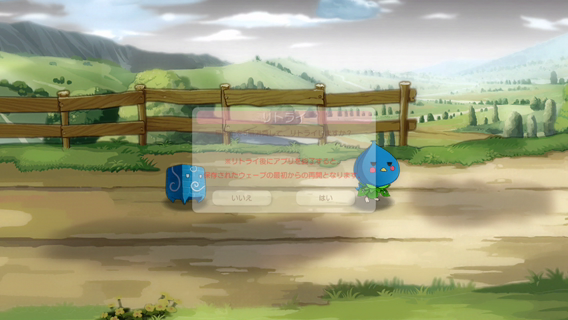 リトライ
※リトライ後にアプリを終了すると
保存されたウェーブの最初からの再開となります
いいえ
はい